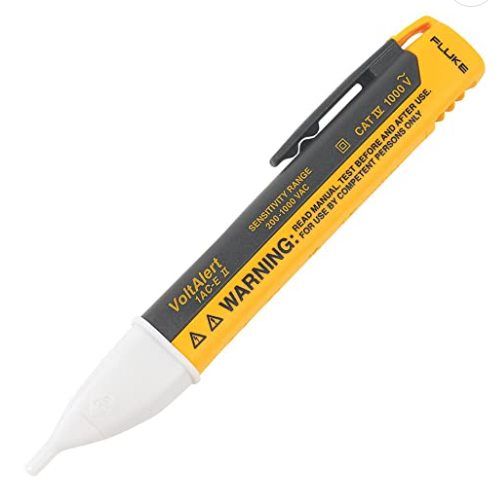 FLUKE
CAT IV 1000 V
SENSITIVITY RANGE
200-1000 VAC
VoltAlert
1AC-E II
WARNING:
READ MANUAL. TEST BEFORE AND AFTER USE.
FOR USE BY COMPETENT PERSONS ONLY